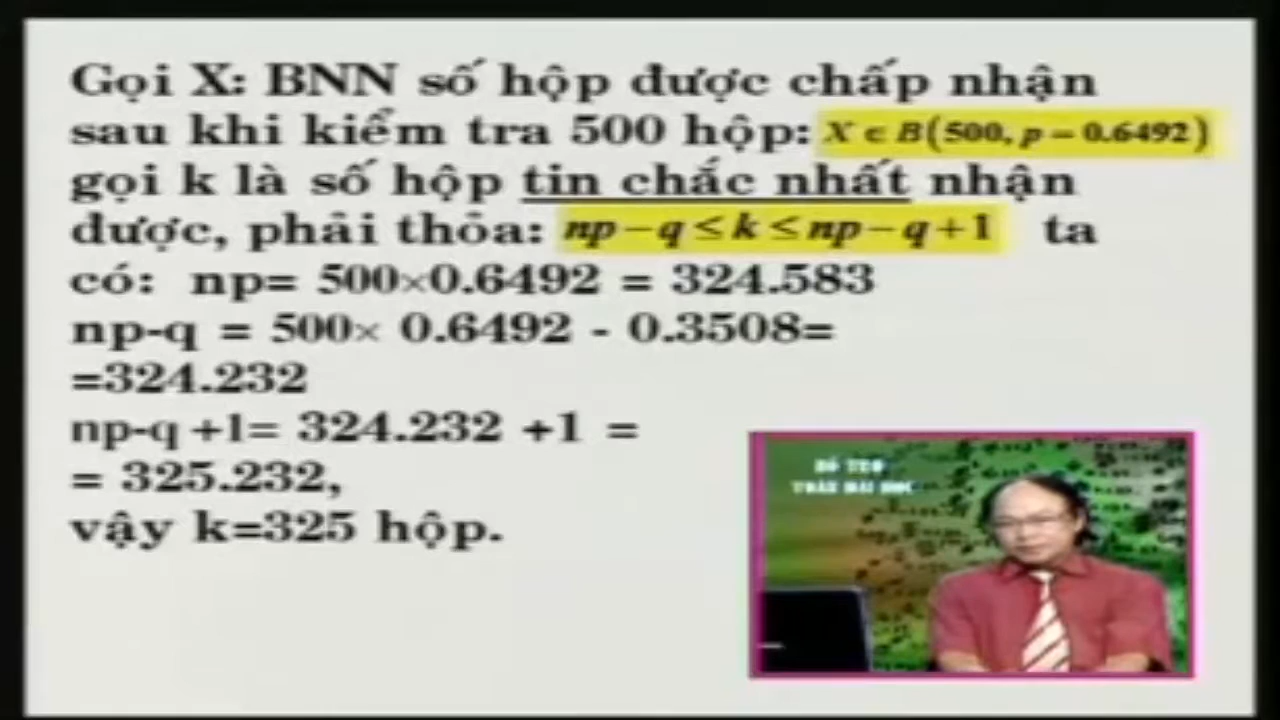 Gọi X: BNN số hộp được chấp nhận
sau khi kiểm tra 500 hộp: X ∈ B(500, p = 0.6492)
gọi k là số hộp tin chắc nhất nhận
được, phải thỏa: np − q ≤ k ≤ np − q + 1 ta
có: np= 500×0.6492 = 324.583
np-q = 500× 0.6492 - 0.3508=
=324.232
np-q +1= 324.232 +1 =
= 325.232,
vậy k=325 hộp.